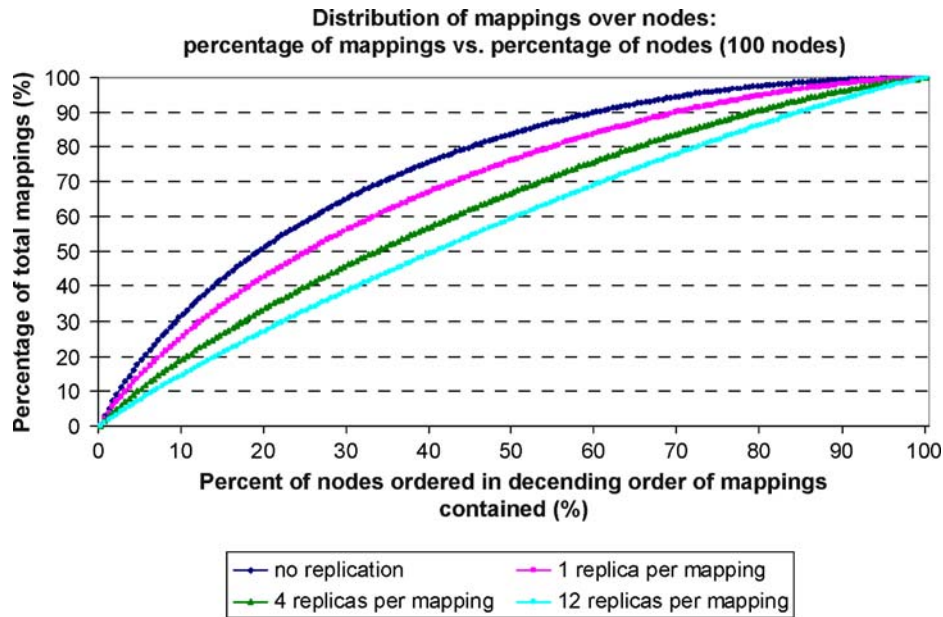 Distribution of mappings over nodes:
percentage of mappings vs. percentage of nodes (100 nodes)
Percentage of total mappings (%)
100
90
80
70
60
50
40
30
20
10
0
0 10 20 30 40 50 60 70 80 90 100
Percent of nodes ordered in decending order of mappings
contained (%)
no replication
1 replica per mapping
4 replicas per mapping
12 replicas per mapping